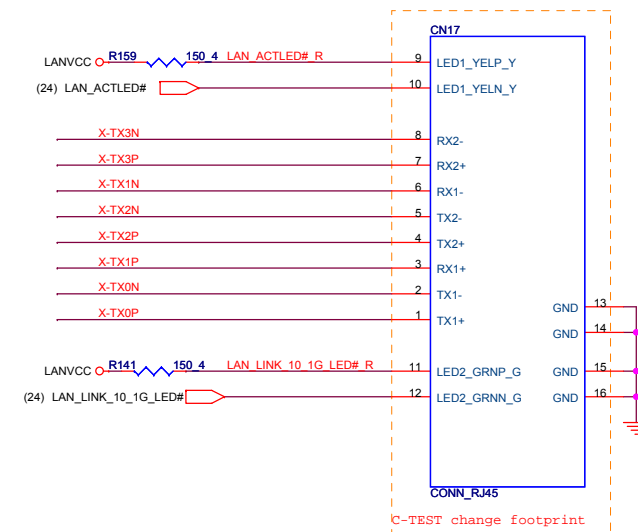 CN17
LANVCC R159 150_4 LAN_ACTLED#_R 9 LED1_YELP_Y
(24) LAN_ACTLED# 10 LED1_YELN_Y
X-TX3N 8 RX2-
X-TX3P 7 RX2+
X-TX1N 6 RX1-
X-TX2N 5 TX2-
X-TX2P 4 TX2+
X-TX1P 3 RX1+
X-TX0N 2 TX1-
GND 13
X-TX0P 1 TX1+
GND 14
LANVCC R141 150_4 LAN_LINK_10_1G_LED#_R 11 LED2_GRNP_G GND 15
(24) LAN_LINK_10_1G_LED# 12 LED2_GRNN_G GND 16
CONN_RJ45
C-TEST change footprint